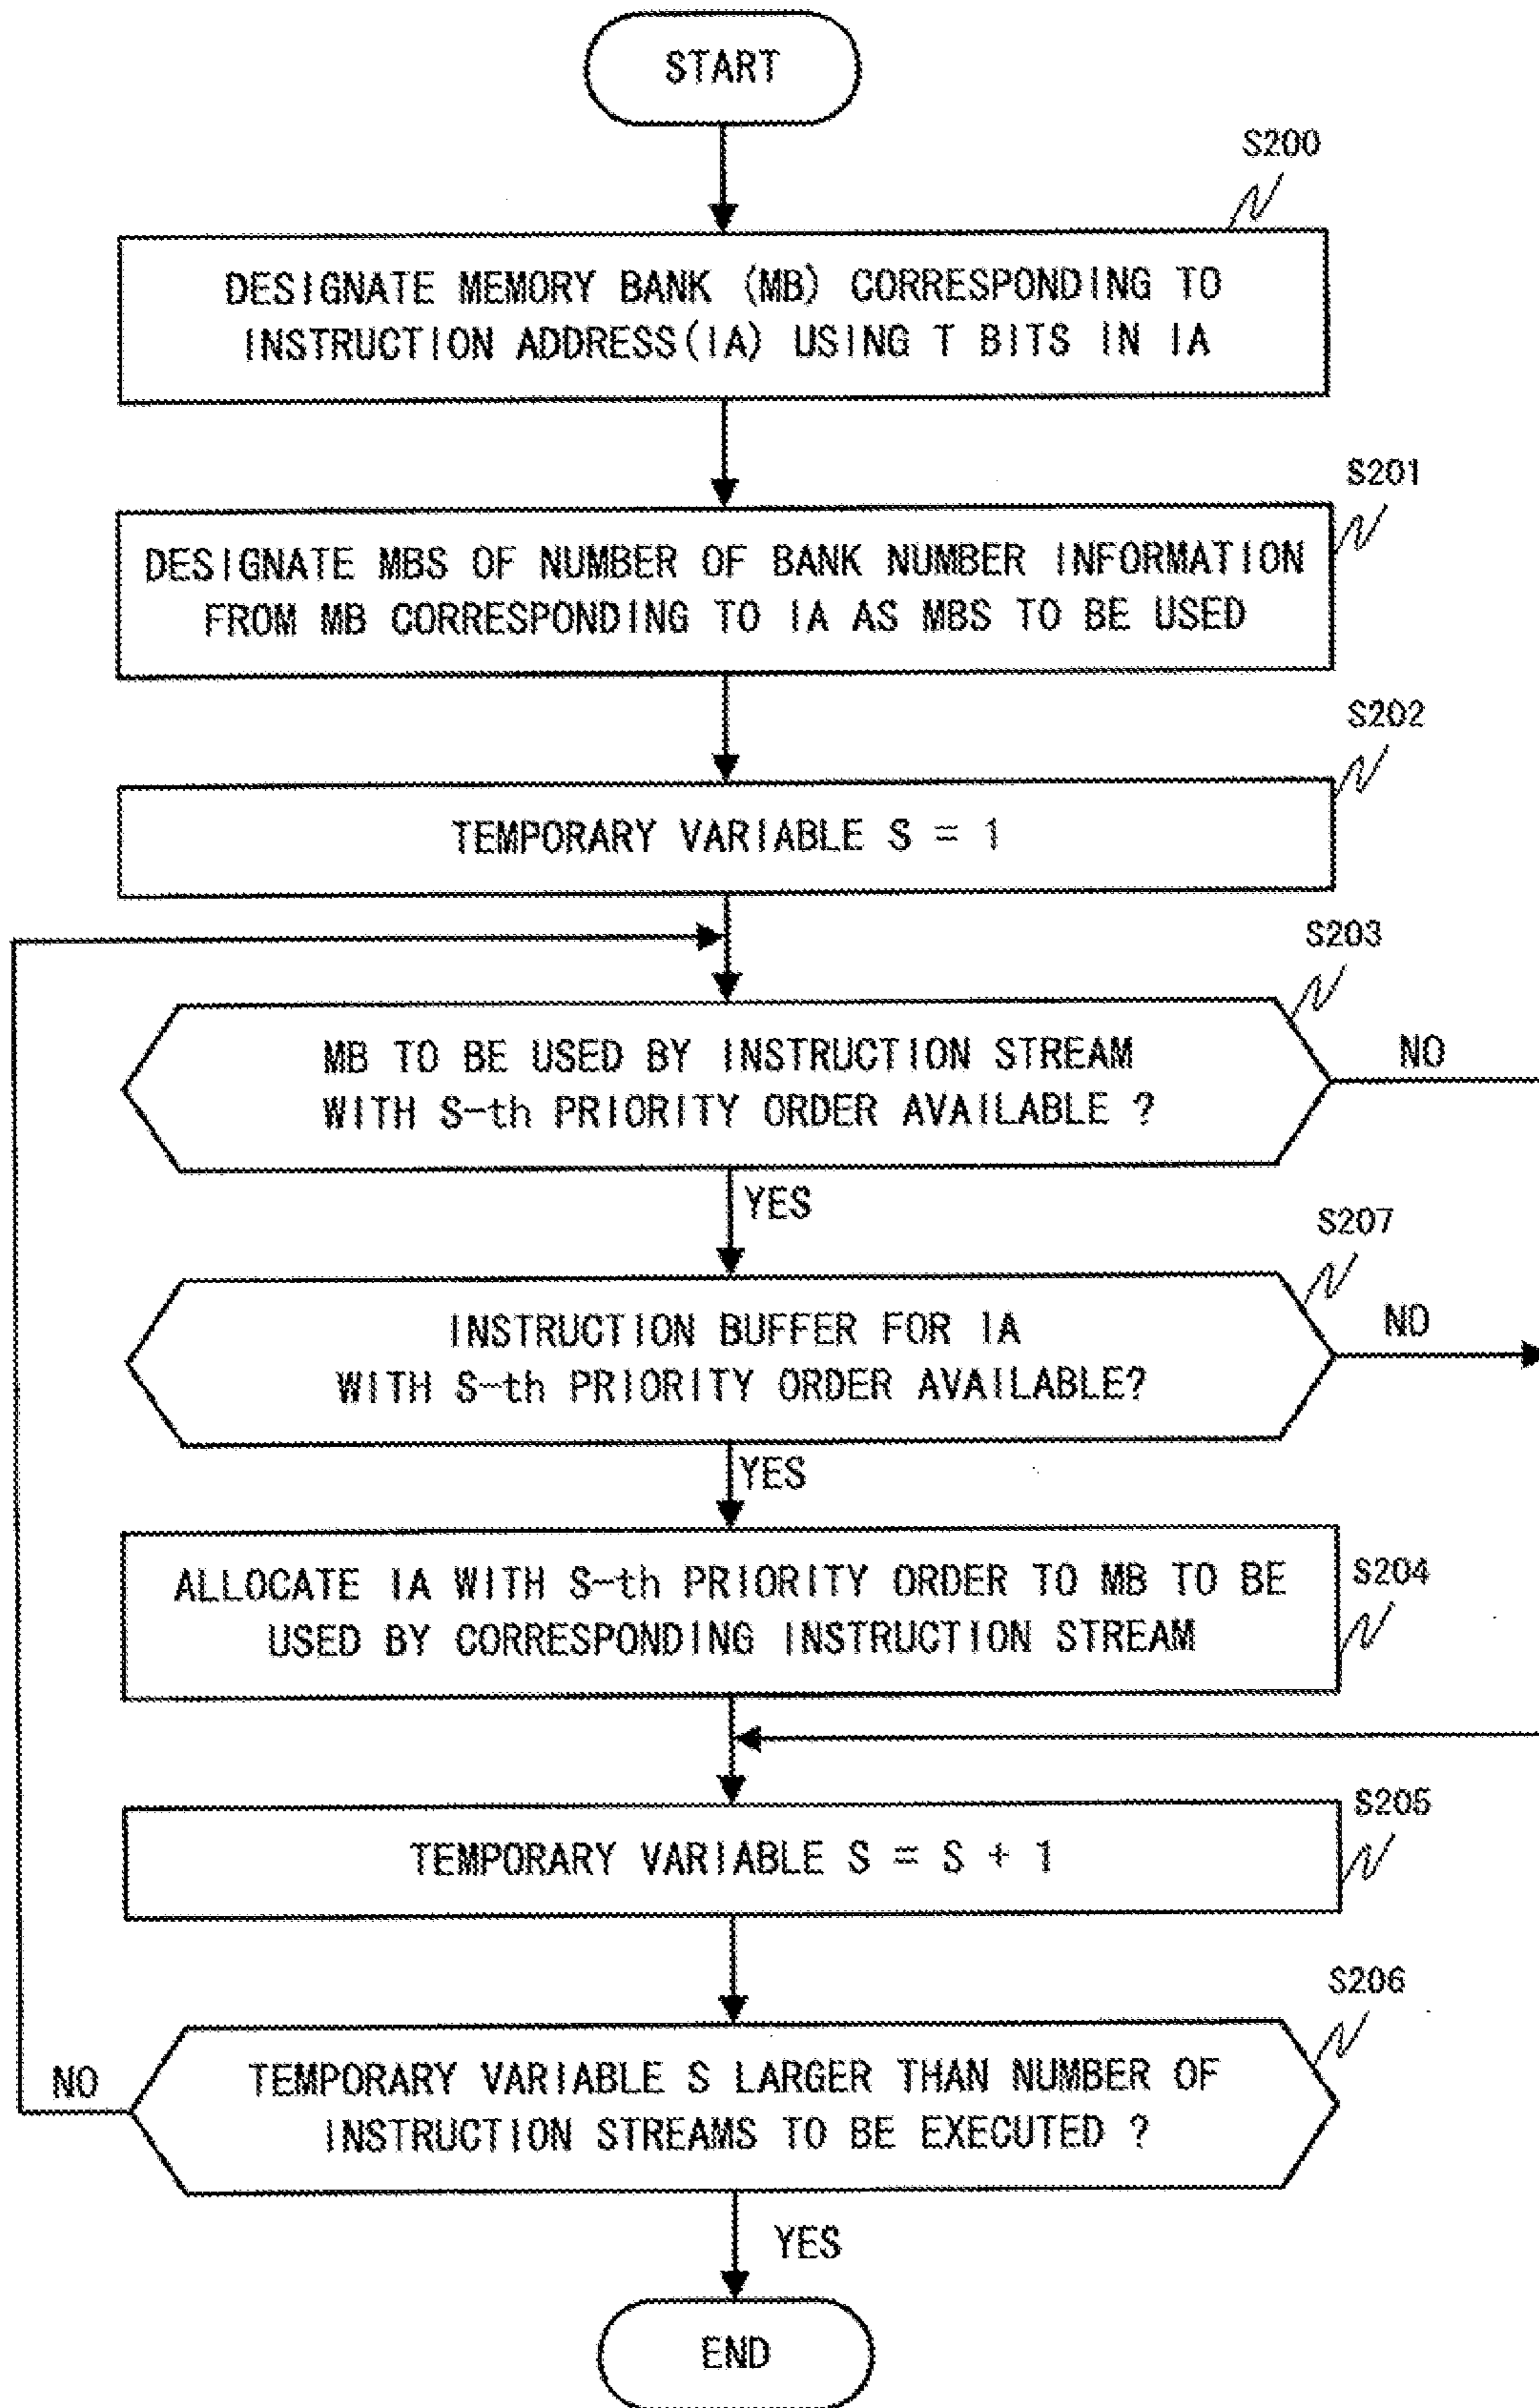 START
S200
DESIGNATE MEMORY BANK (MB) CORRESPONDING TO
INSTRUCTION ADDRESS(IA) USING T BITS IN IA
S201
DESIGNATE MBS OF NUMBER OF BANK NUMBER INFORMATION
FROM MB CORRESPONDING TO IA AS MBS TO BE USED
S202
TEMPORARY VARIABLE S = 1
S203
MB TO BE USED BY INSTRUCTION STREAM
WITH S-th PRIORITY ORDER AVAILABLE ?
NO
YES
S207
INSTRUCTION BUFFER FOR IA
WITH S-th PRIORITY ORDER AVAILABLE?
NO
YES
S204
ALLOCATE IA WITH S-th PRIORITY ORDER TO MB TO BE
USED BY CORRESPONDING INSTRUCTION STREAM
S205
TEMPORARY VARIABLE S = S + 1
S206
TEMPORARY VARIABLE S LARGER THAN NUMBER OF
INSTRUCTION STREAMS TO BE EXECUTED ?
NO
YES
END